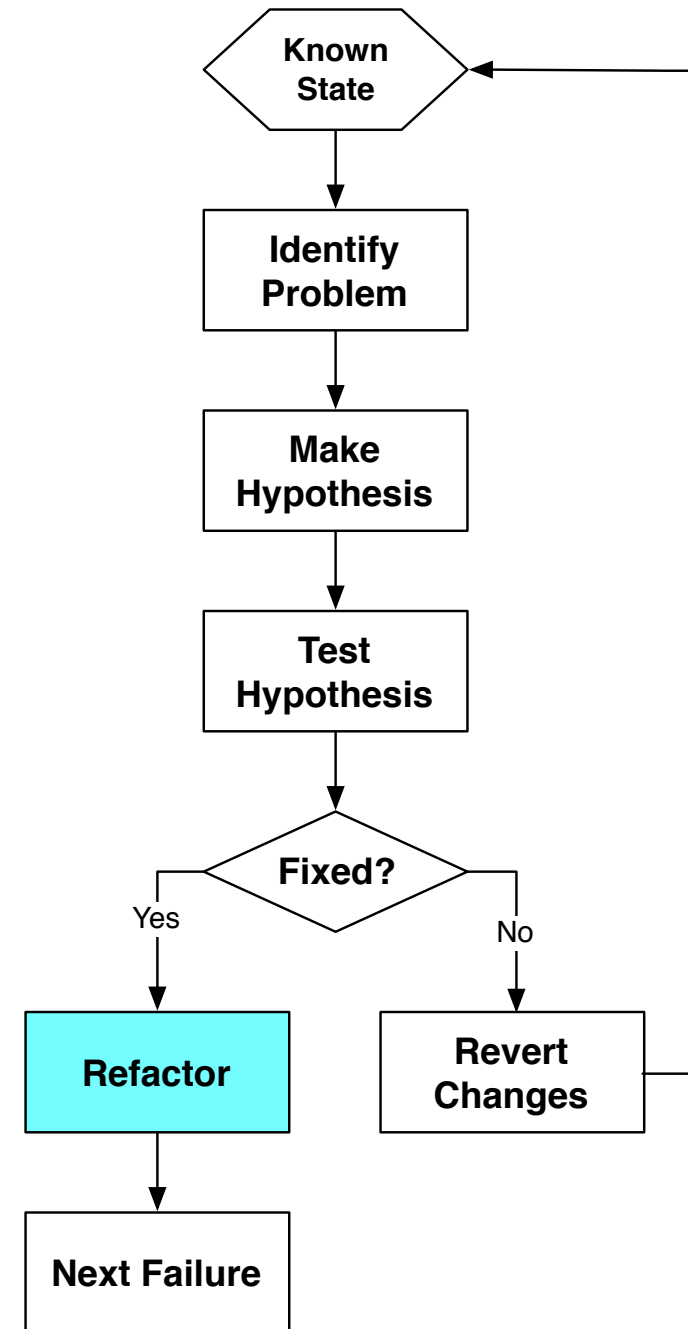 Known
State
Identify
Problem
Make
Hypothesis
Test
Hypothesis
Fixed?
Yes
No
Refactor
Revert
Changes
Next Failure